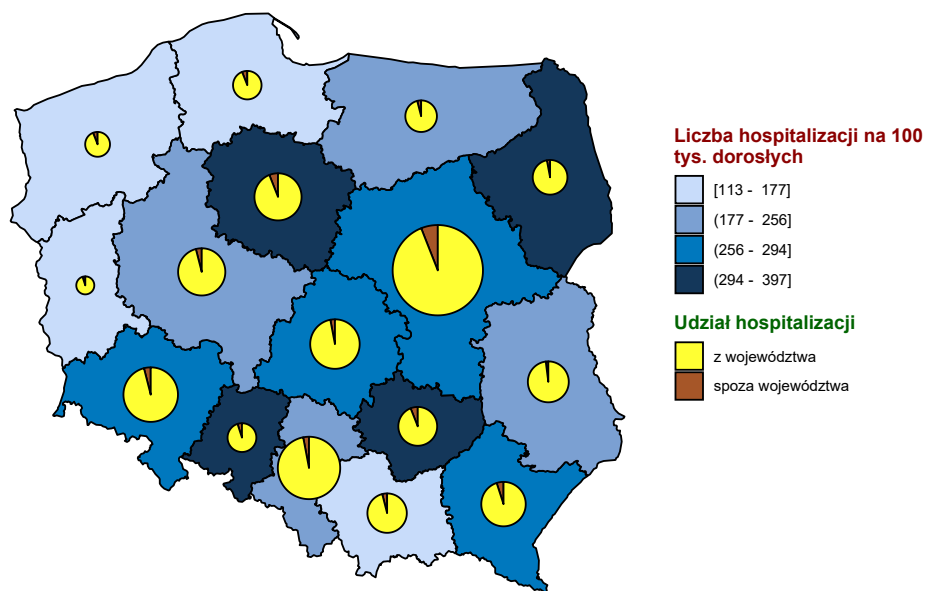 Liczba hospitalizacji na 100
tys. dorosłych
[113 - 177]
(177 - 256]
(256 - 294]
(294 - 397]
Udział hospitalizacji
z województwa
spoza województwa